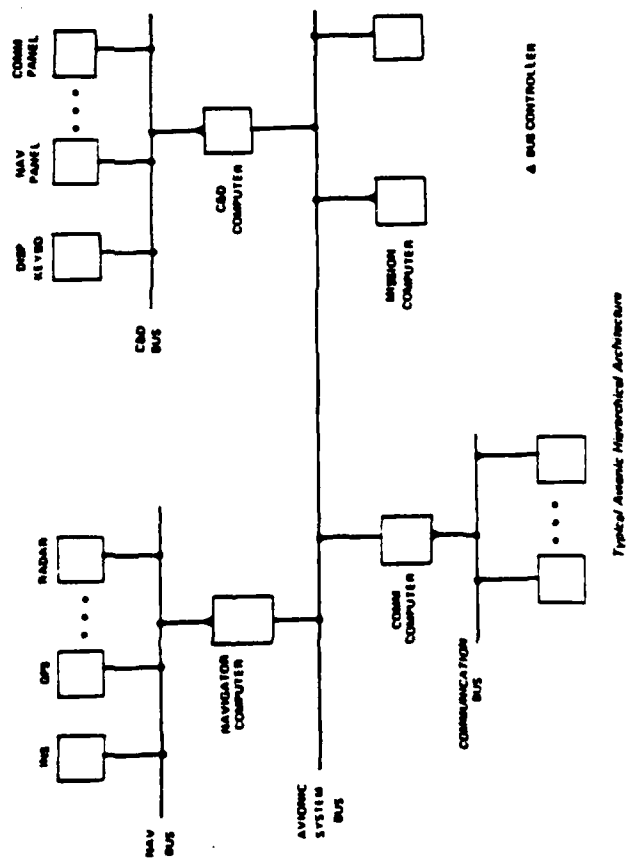 INS
GPS
RADAR
NAV
BUS
NAVIGATOR
COMPUTER
DISP
KEYBD
NAV
PANEL
COMM
PANEL
C&D
BUS
C&D
COMPUTER
AVIONIC
SYSTEM
BUS
COMM
COMPUTER
MISSION
COMPUTER
COMMUNICATION
BUS
Δ BUS CONTROLLER
Typical Avionic Hierarchical Architecture